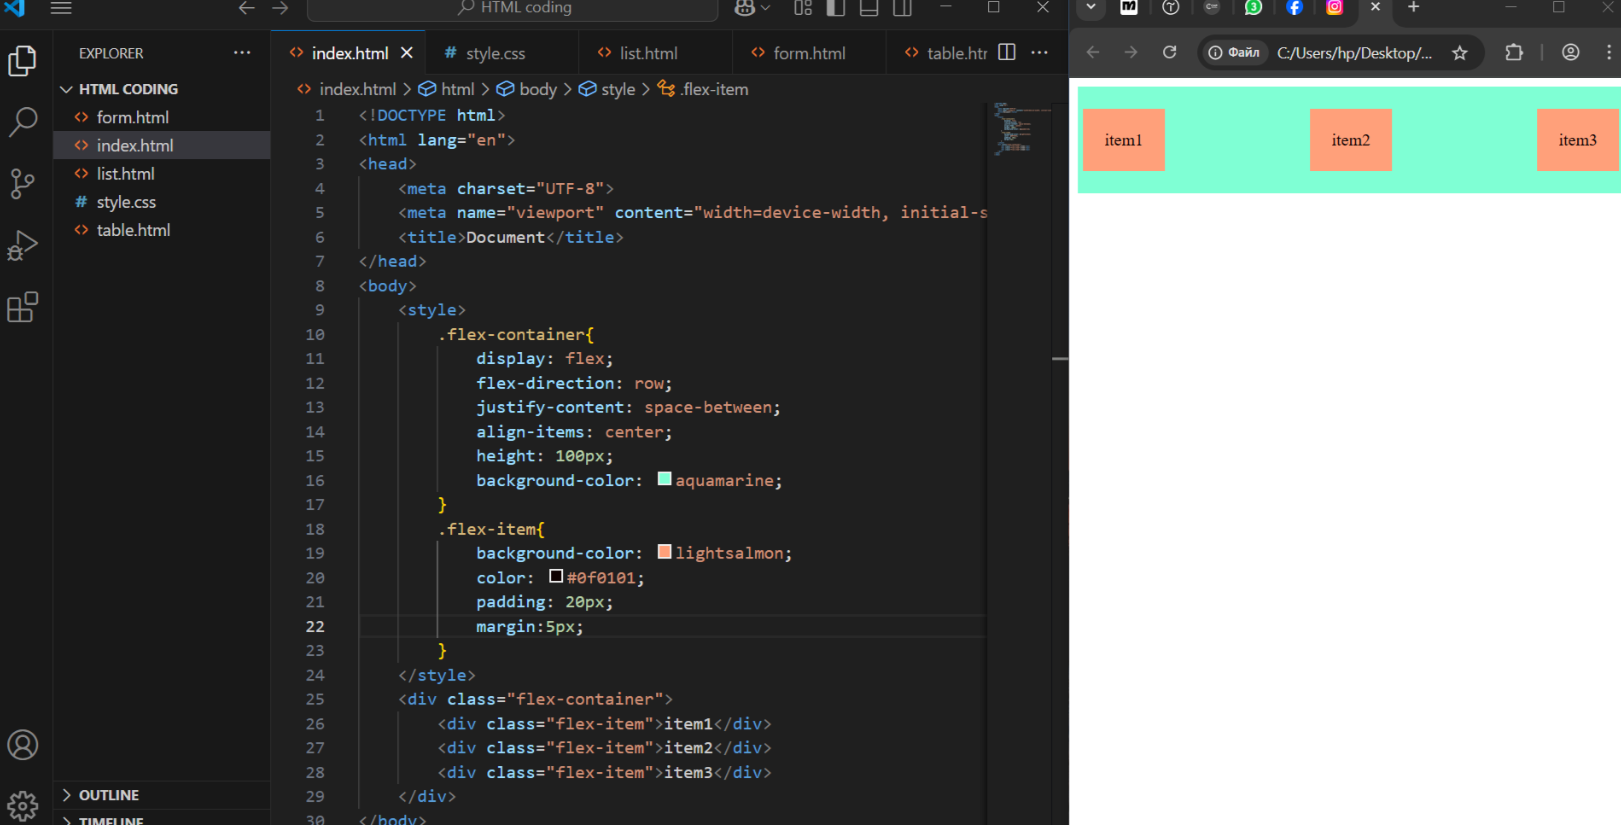 HTML coding
EXPLORER
HTML CODING
form.html
index.html
list.html
style.css
table.html
OUTLINE
TIMELINE
index.html
style.css
list.html
form.html
index.html > html > body > style > .flex-item
1 <!DOCTYPE html>
2 <html lang="en">
3 <head>
4 <meta charset="UTF-8">
5 <meta name="viewport" content="width=device-width, initial-s
6 <title>Document</title>
7 </head>
8 <body>
9 <style>
10 .flex-container{
11 display: flex;
12 flex-direction: row;
13 justify-content: space-between;
14 align-items: center;
15 height: 100px;
16 background-color: aquamarine;
17 }
18 .flex-item{
19 background-color: lightsalmon;
20 color: #0f0101;
21 padding: 20px;
22 margin:5px;
23 }
24 </style>
25 <div class="flex-container">
26 <div class="flex-item">item1</div>
27 <div class="flex-item">item2</div>
28 <div class="flex-item">item3</div>
29 </div>
30 </body>
Файл C:/Users/hp/Desktop/...
item1 item2 item3